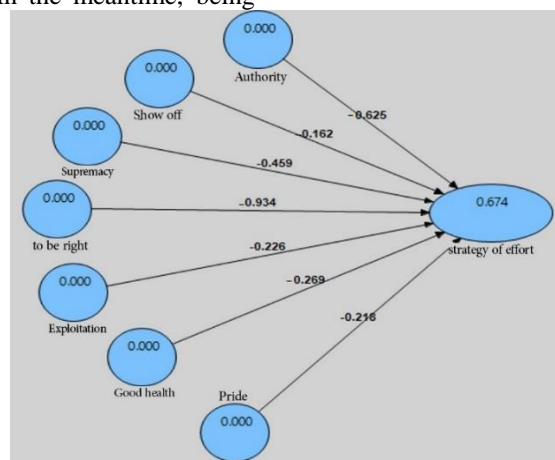 in the meantime, being
0.000
Authority
0.000
Show off
-0.625
-0.162
0.000
Supremacy
-0.459
0.000
to be right
-0.934
0.674
strategy of effort
-0.226
0.000
Exploitation
-0.269
0.000
Good health
-0.218
Pride
0.000